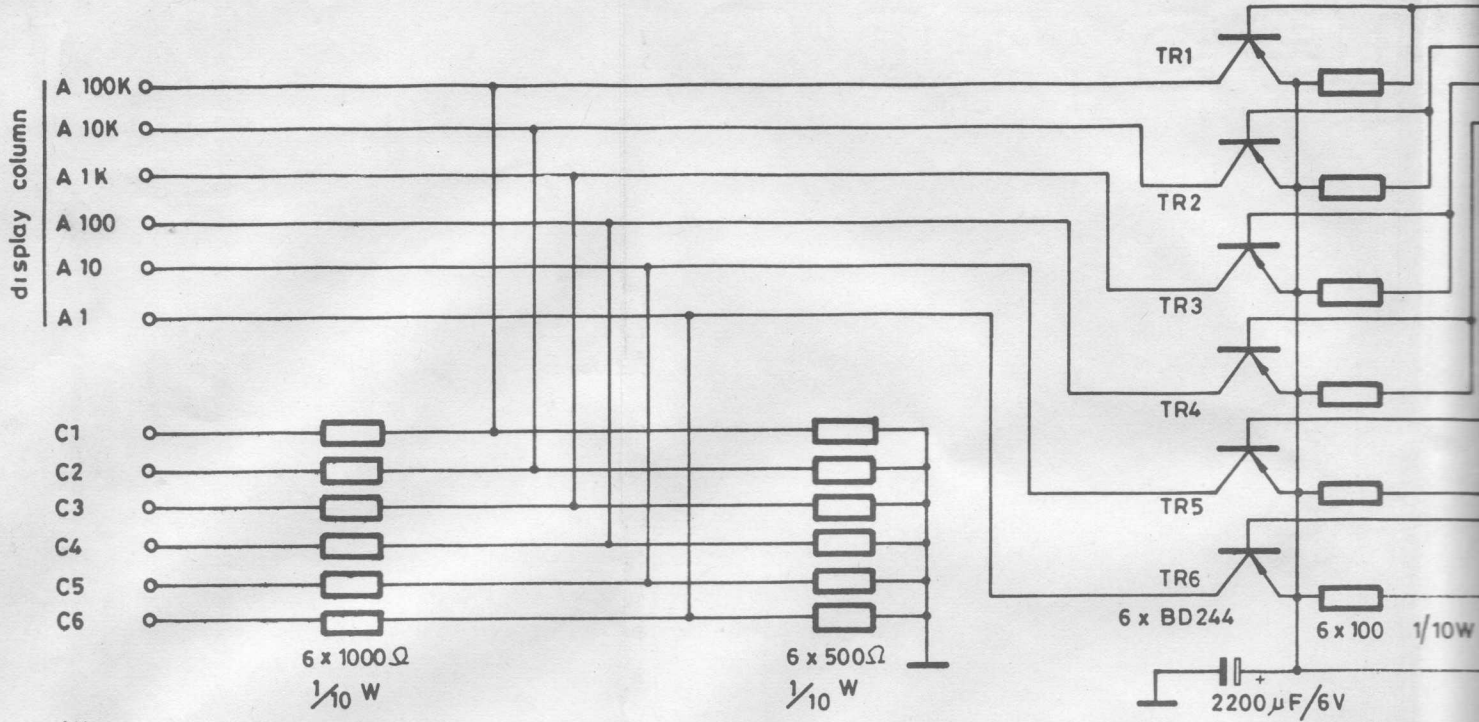 display column
A 100K
A 10K
A 1K
A 100
A 10
A 1
C1
C2
C3
C4
C5
C6
6 x 1000Ω
1/10 W
6 x 500Ω
1/10 W
TR1
TR2
TR3
TR4
TR5
TR6
6 x BD244
6 x 100 1/10W
+
2200µF/6V